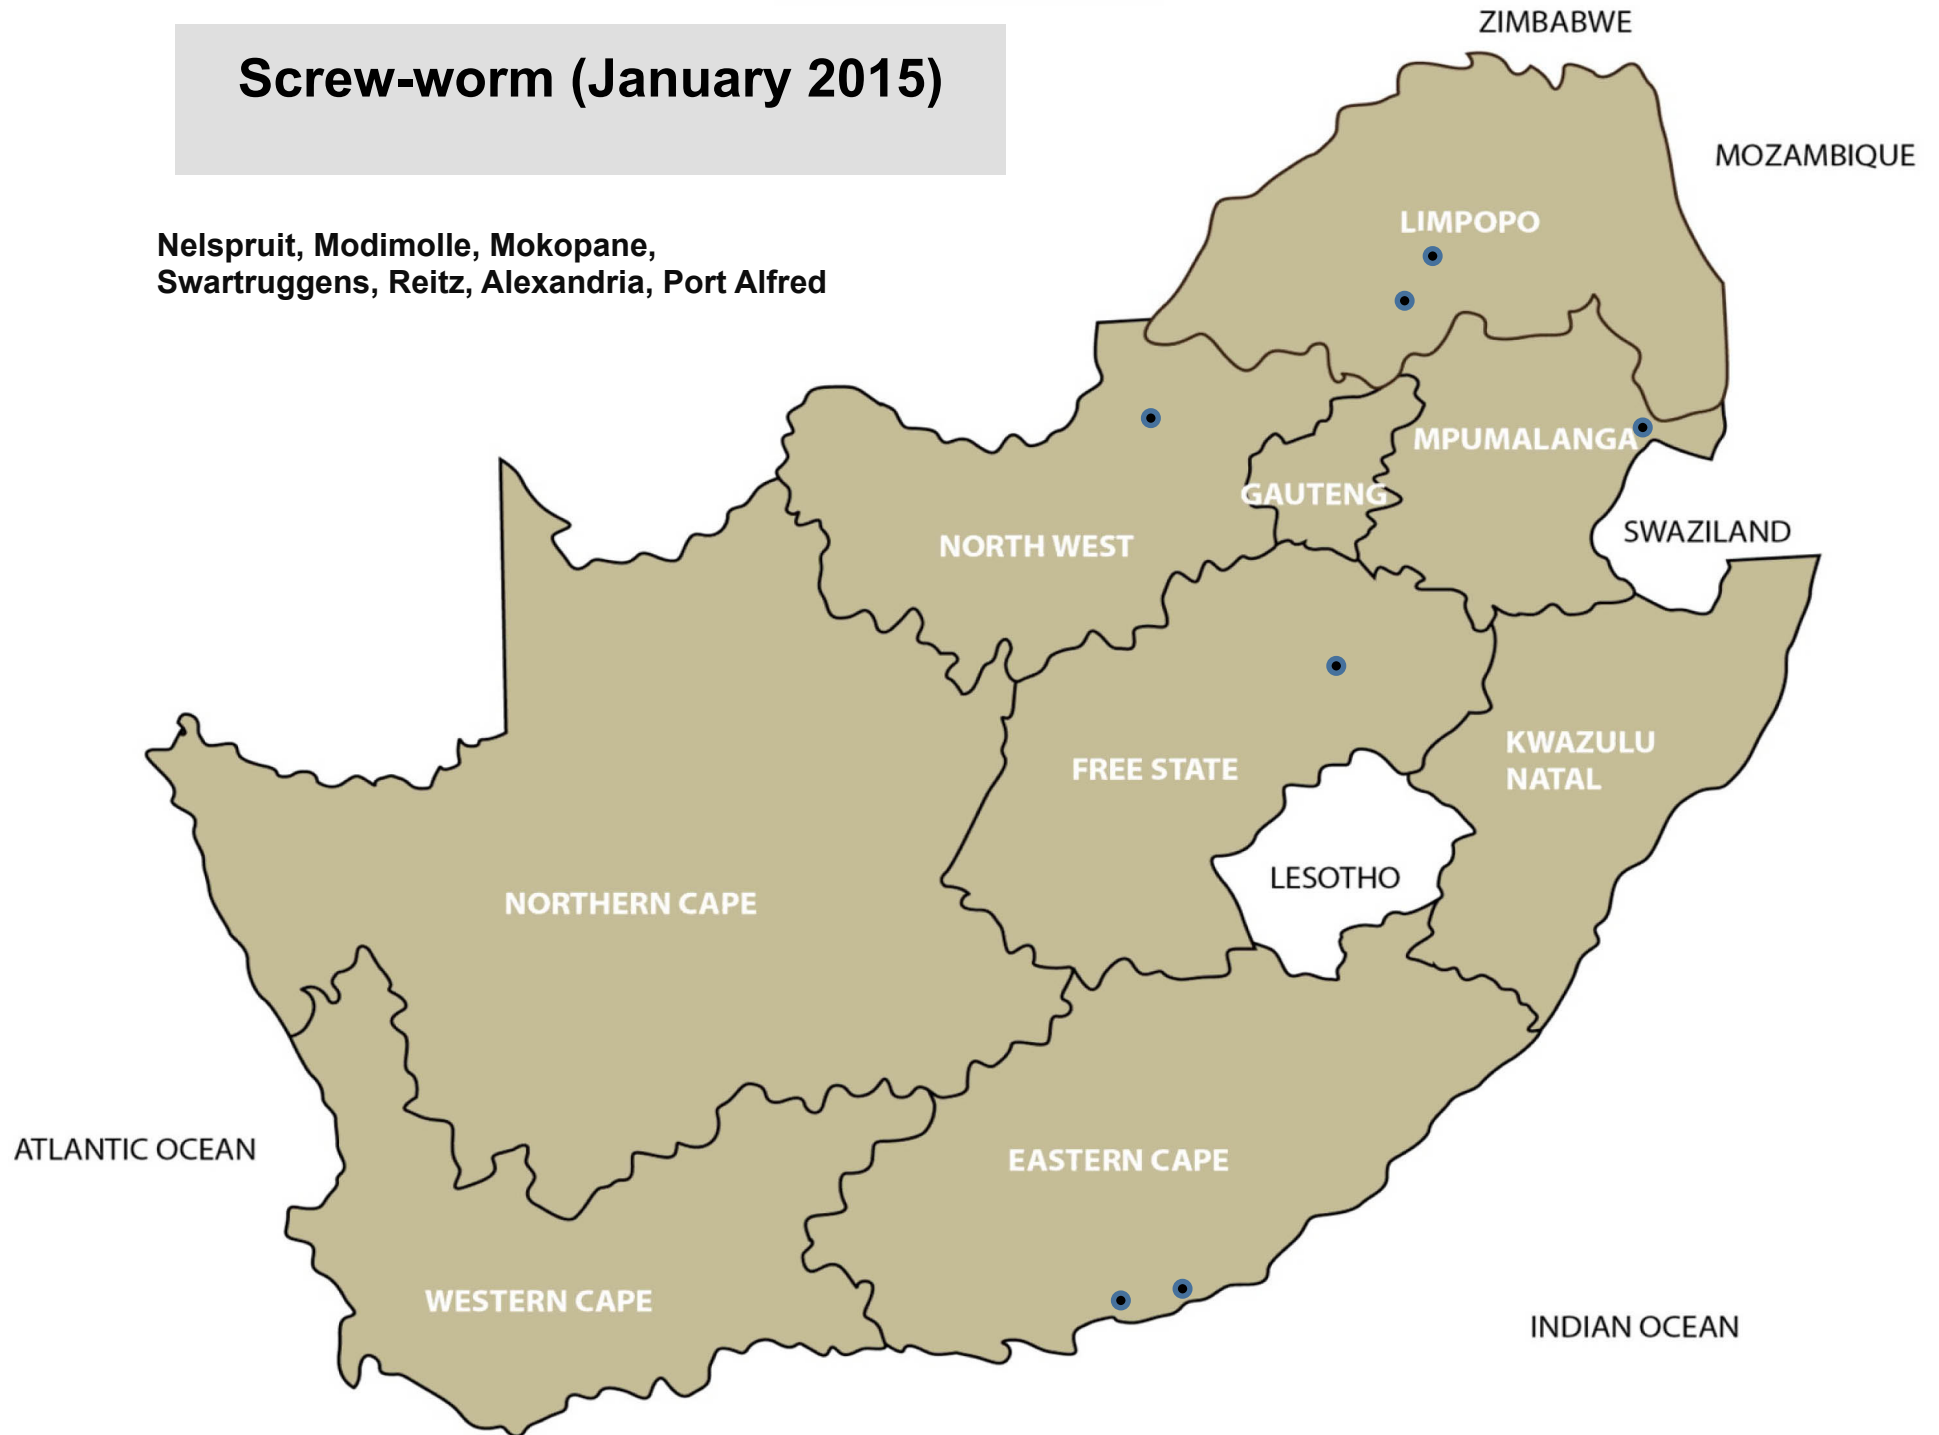 ZIMBABWE
Screw-worm (January 2015)
MOZAMBIQUE
LIMPOPO
Nelspruit, Modimolle, Mokopane,
Swartruggens, Reitz, Alexandria, Port Alfred
MPUMALANGA
GAUTENG
SWAZILAND
NORTH WEST
KWAZULU
NATAL
FREE STATE
LESOTHO
NORTHERN CAPE
ATLANTIC OCEAN
EASTERN CAPE
WESTERN CAPE
INDIAN OCEAN